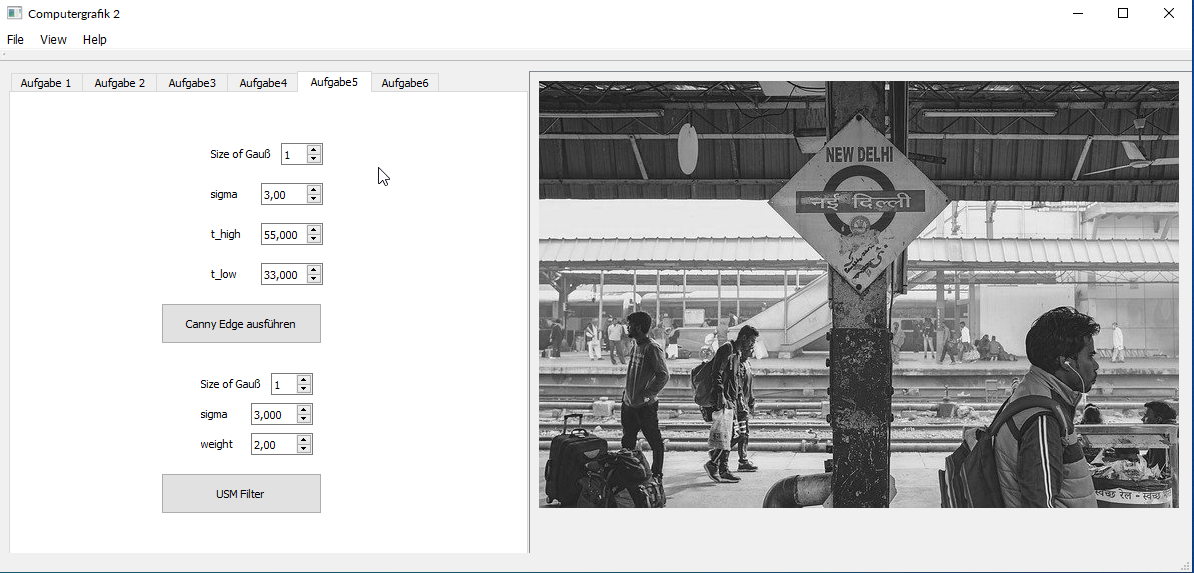 Computergrafik 2
File View Help
Aufgabe 1 Aufgabe 2 Aufgabe3 Aufgabe4 Aufgabe5 Aufgabe6
Size of Gauß 1
sigma 3,00
t_high 55,000
t_low 33,000
Canny Edge ausführen
Size of Gauß 1
sigma 3,000
weight 2,00
USM Filter
NEW DELHI
नई दिल्ली
स्वच्छ रेल - स्वच्छ